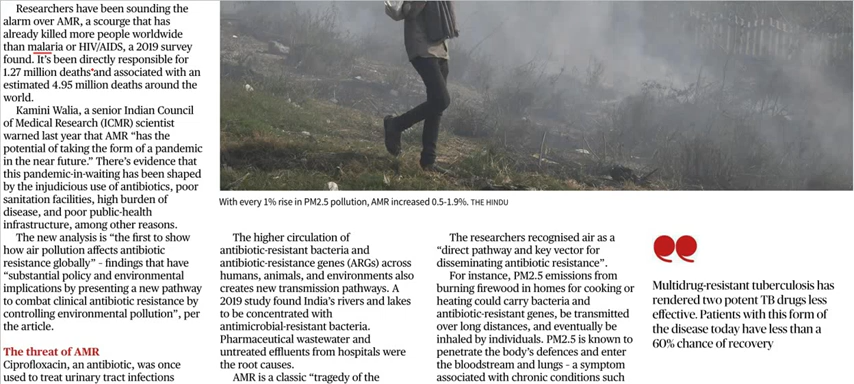 Researchers have been sounding the
alarm over AMR, a scourge that has
already killed more people worldwide
than malaria or HIV/AIDS, a 2019 survey
found. It’s been directly responsible for
1.27 million deaths and associated with an
estimated 4.95 million deaths around the
world.
Kamini Walia, a senior Indian Council
of Medical Research (ICMR) scientist
warned last year that AMR “has the
potential of taking the form of a pandemic
in the near future.” There’s evidence that
this pandemic-in-waiting has been shaped
by the injudicious use of antibiotics, poor
sanitation facilities, high burden of
disease, and poor public-health
infrastructure, among other reasons.
The new analysis is “the first to show
how air pollution affects antibiotic
resistance globally” – findings that have
“substantial policy and environmental
implications by presenting a new pathway
to combat clinical antibiotic resistance by
controlling environmental pollution”, per
the article.
The threat of AMR
Ciprofloxacin, an antibiotic, was once
used to treat urinary tract infections
With every 1% rise in PM2.5 pollution, AMR increased 0.5-1.9%. THE HINDU
The higher circulation of
antibiotic-resistant bacteria and
antibiotic-resistance genes (ARGs) across
humans, animals, and environments also
creates new transmission pathways. A
2019 study found India’s rivers and lakes
to be concentrated with
antimicrobial-resistant bacteria.
Pharmaceutical wastewater and
untreated effluents from hospitals were
the root causes.
AMR is a classic “tragedy of the
The researchers recognised air as a
“direct pathway and key vector for
disseminating antibiotic resistance”.
For instance, PM2.5 emissions from
burning firewood in homes for cooking or
heating could carry bacteria and
antibiotic-resistant genes, be transmitted
over long distances, and eventually be
inhaled by individuals. PM2.5 is known to
penetrate the body’s defences and enter
the bloodstream and lungs – a symptom
associated with chronic conditions such
Multidrug-resistant tuberculosis has
rendered two potent TB drugs less
effective. Patients with this form of
the disease today have less than a
60% chance of recovery